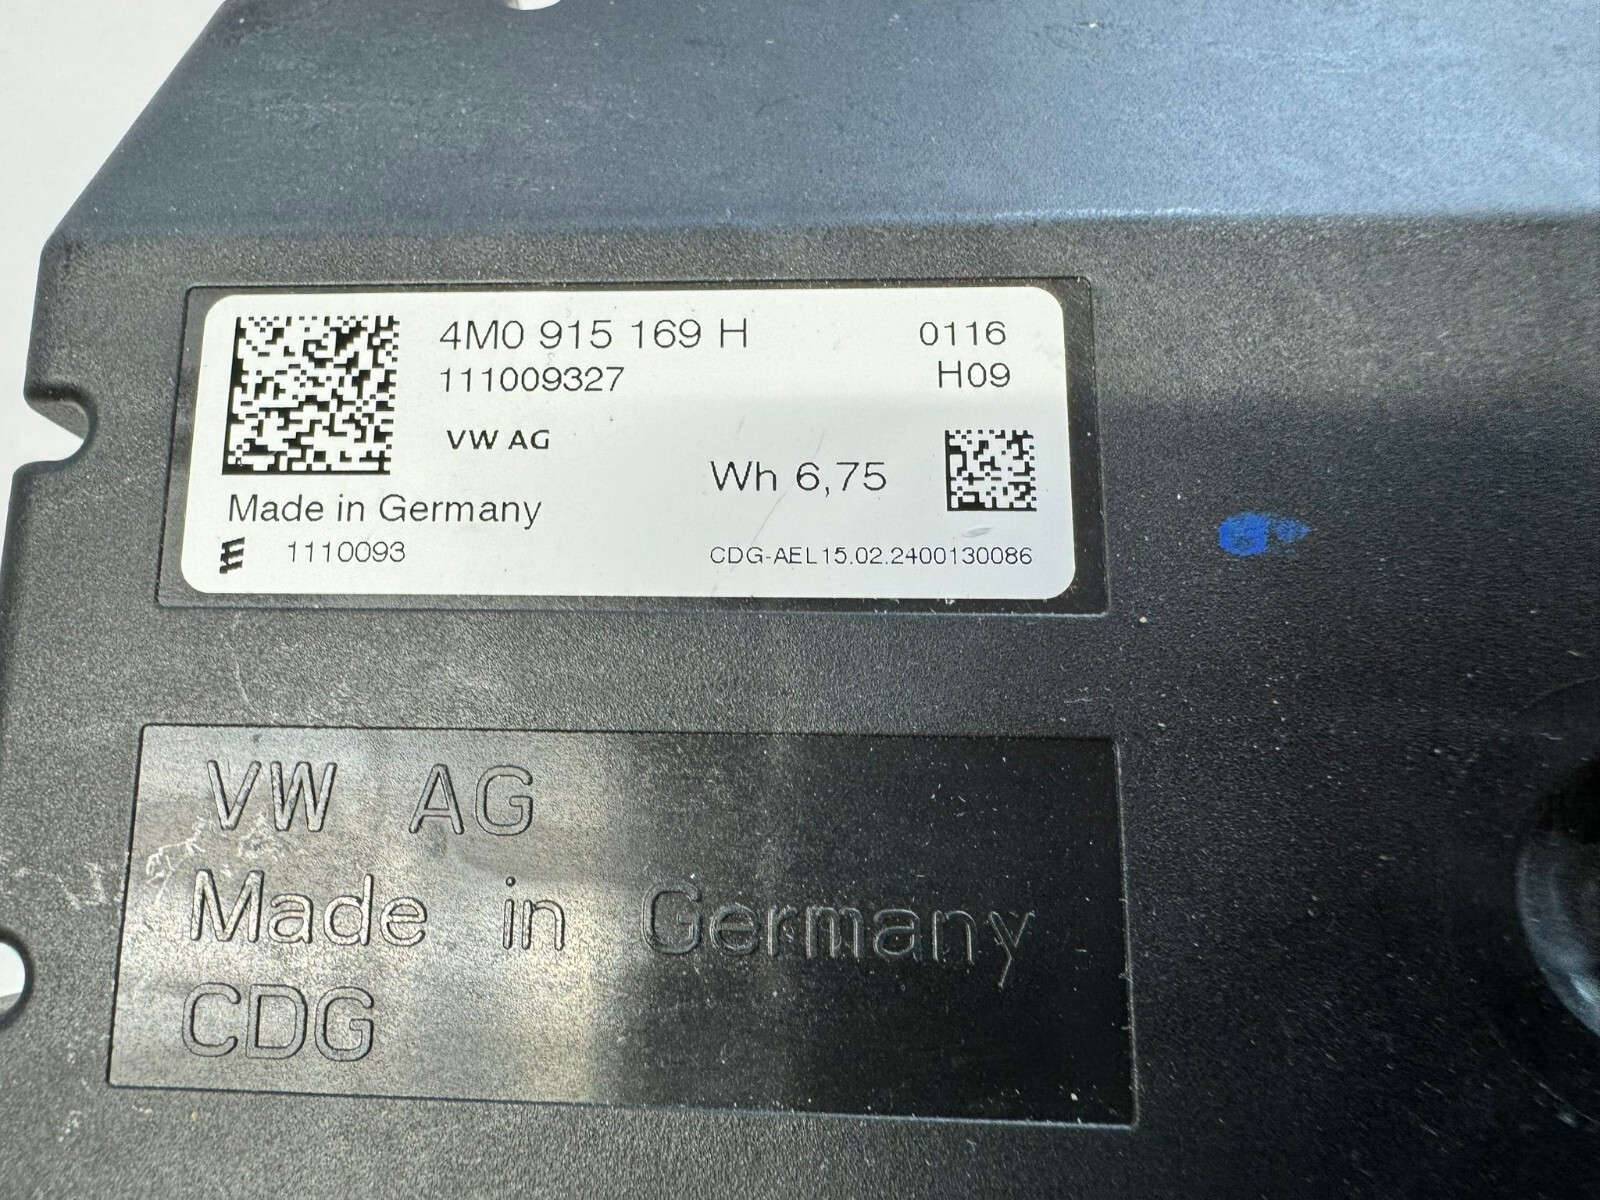 4M0 915 169 H
0116
111009327
H09
VW AG
Wh 6,75
Made in Germany
1110093
CDG-AEL15.02.2400130086
VW AG
Made in Germany
CDG